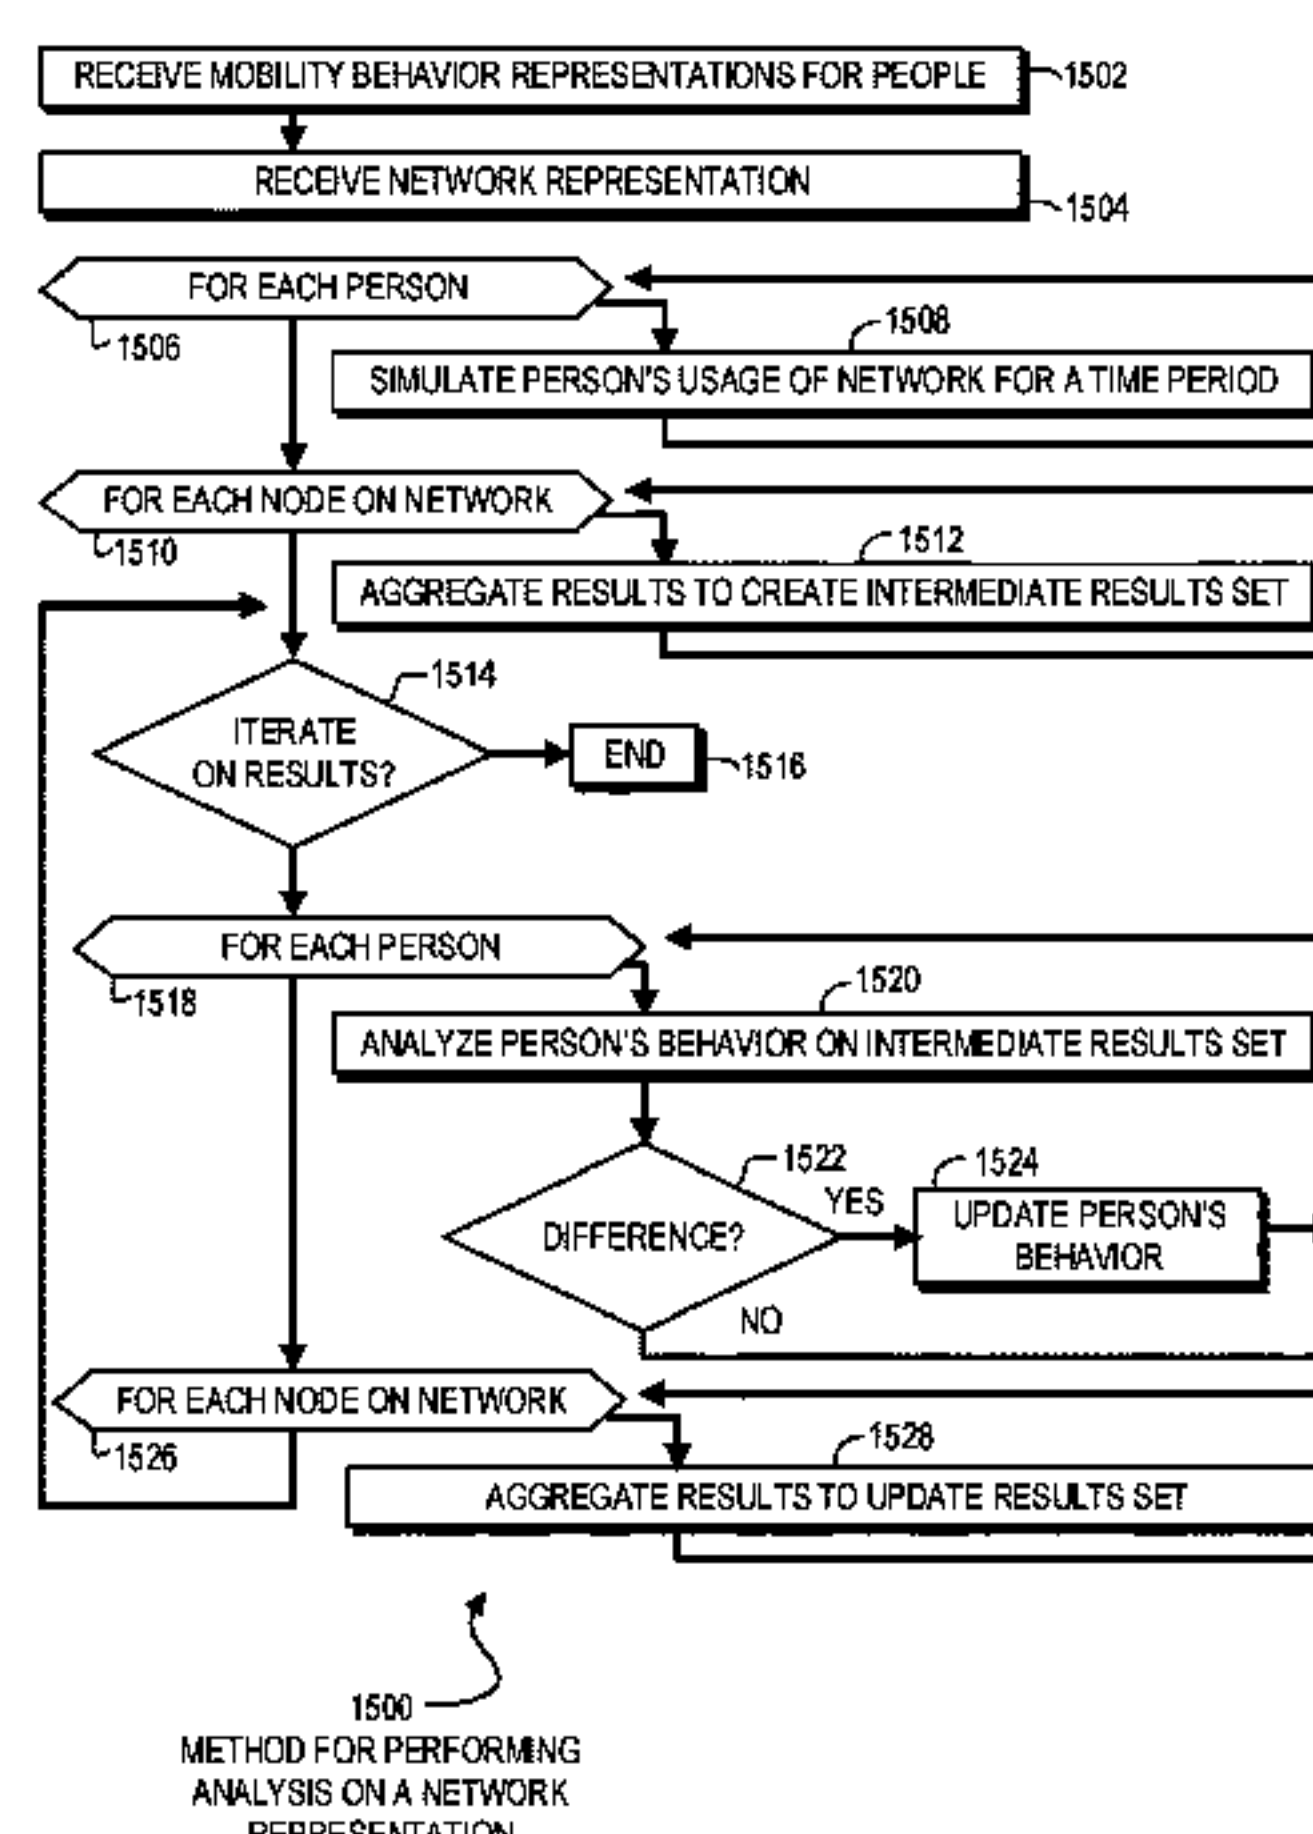 RECEIVE MOBILITY BEHAVIOR REPRESENTATIONS FOR PEOPLE
1502
RECEIVE NETWORK REPRESENTATION
1504
FOR EACH PERSON
1506
1508
SIMULATE PERSON'S USAGE OF NETWORK FOR A TIME PERIOD
FOR EACH NODE ON NETWORK
1510
1512
AGGREGATE RESULTS TO CREATE INTERMEDIATE RESULTS SET
1514
ITERATE
ON RESULTS?
END
1516
FOR EACH PERSON
1518
1520
ANALYZE PERSON'S BEHAVIOR ON INTERMEDIATE RESULTS SET
1522
DIFFERENCE?
YES
1524
UPDATE PERSON'S
BEHAVIOR
NO
FOR EACH NODE ON NETWORK
1526
1528
AGGREGATE RESULTS TO UPDATE RESULTS SET
1500
METHOD FOR PERFORMING
ANALYSIS ON A NETWORK
REPRESENTATION